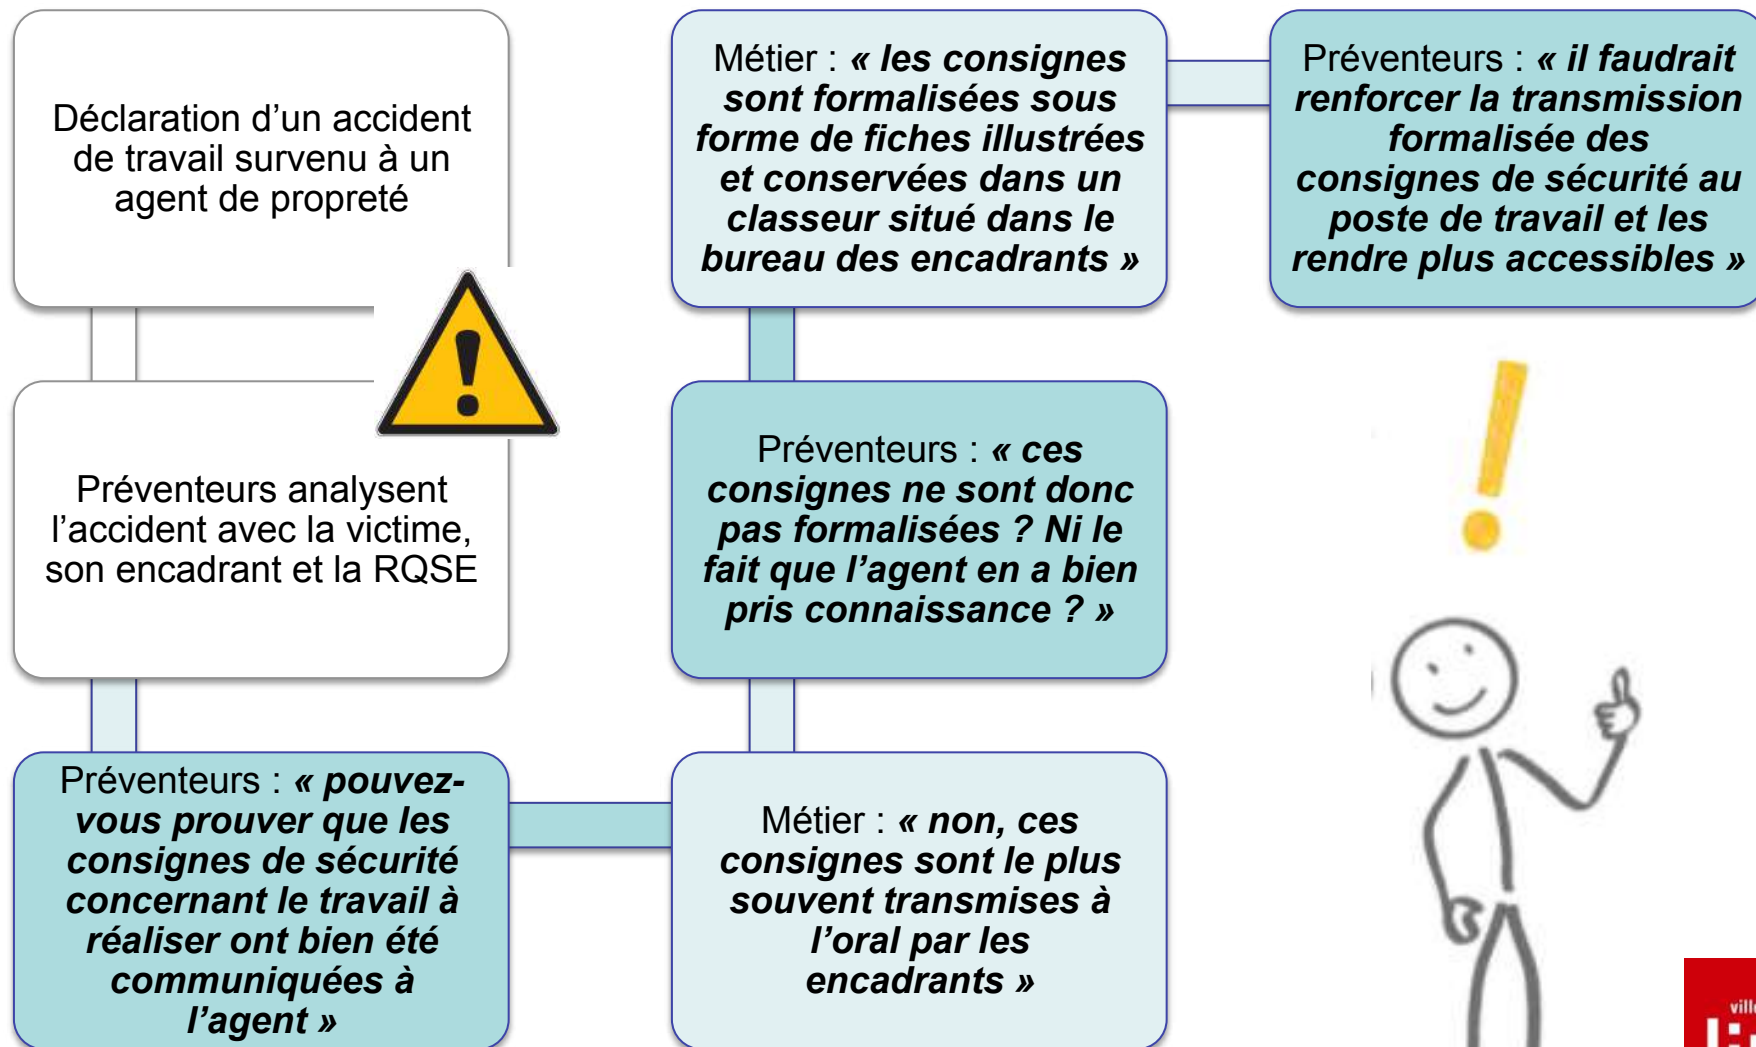 Déclaration d’un accident
de travail survenu à un
agent de propreté
Préventeurs analysent
l’accident avec la victime,
son encadrant et la RQSE
Préventeurs : « pouvez-
vous prouver que les
consignes de sécurité
concernant le travail à
réaliser ont bien été
communiquées à
l’agent »
Métier : « non, ces
consignes sont le plus
souvent transmises à
l’oral par les
encadrants »
Préventeurs : « ces
consignes ne sont donc
pas formalisées ? Ni le
fait que l’agent en a bien
pris connaissance ? »
Métier : « les consignes
sont formalisées sous
forme de fiches illustrées
et conservées dans un
classeur situé dans le
bureau des encadrants »
Préventeurs : « il faudrait
renforcer la transmission
formalisée des
consignes de sécurité au
poste de travail et les
rendre plus accessibles »